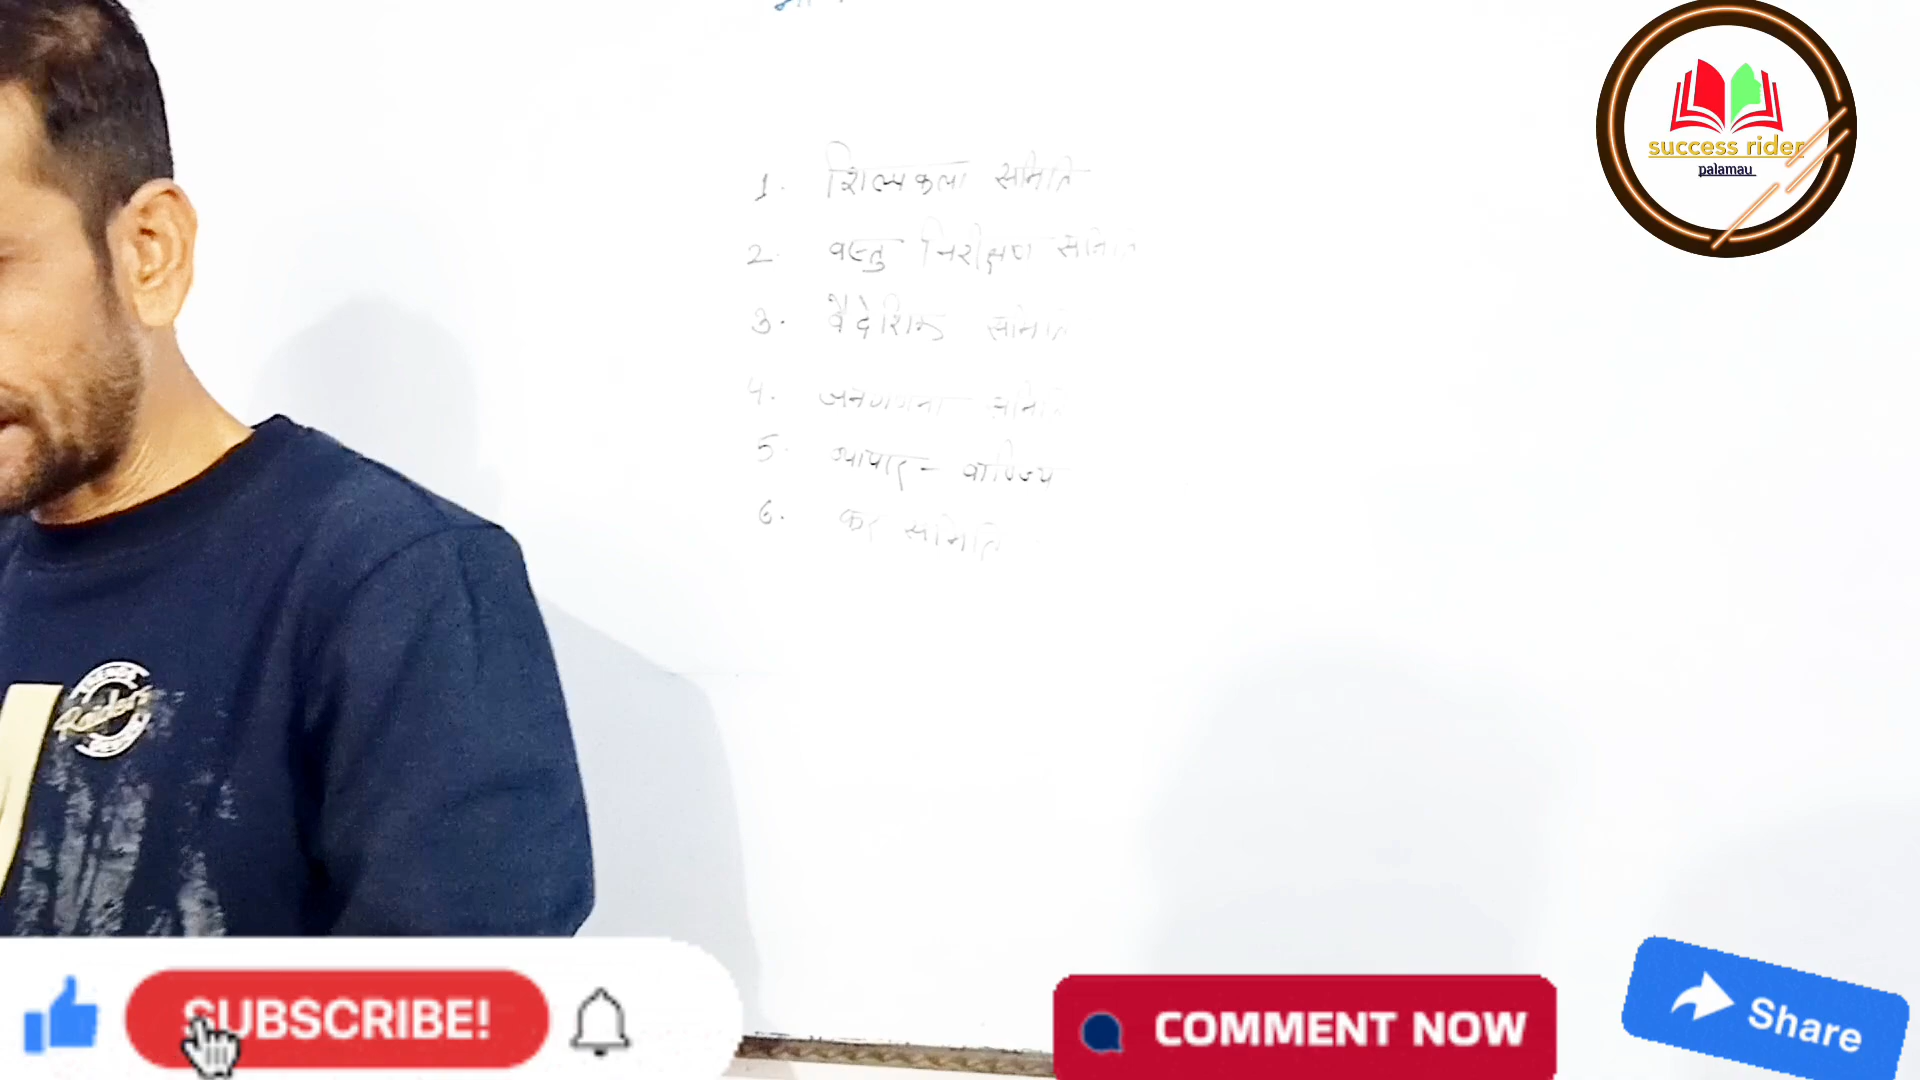 success rider
palamau
1. शिल्पकला समिति
2. वस्तु निरीक्षण समिति
3. वैदेशिक समिति
4. जनगणना समिति
5. व्यापार - वाणिज्य
6. कर समिति
Raiders
SUBSCRIBE!
COMMENT NOW
Share